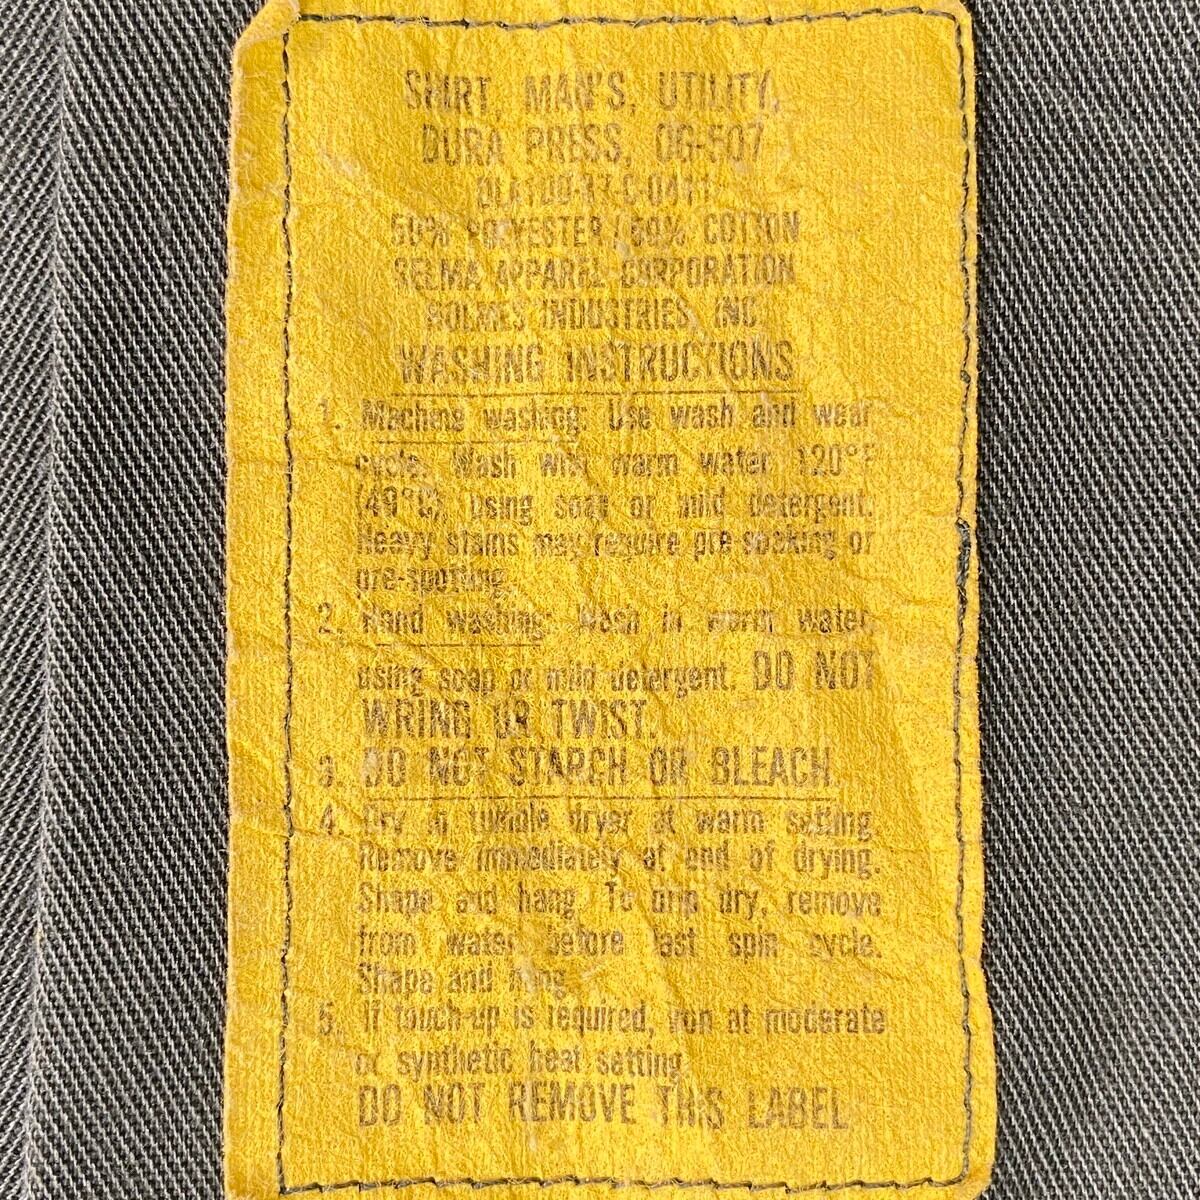 SHIRT, MAN'S, UTILITY,
DURA PRESS, OG-507
50% POLYESTER / 50% COTTON
SELMA APPAREL CORPORATION
HOLMES INDUSTRIES, INC
WASHING INSTRUCTIONS
1. Machine washing: Use wash and wear
cycle. Wash with warm water 120°F
(49°C), using soap or mild detergent.
Heavy stains may require pre-soaking or
pre-spotting.
2. Hand washing: Wash in warm water,
using soap or mild detergent. DO NOT
WRING OR TWIST.
3. DO NOT STARCH OR BLEACH
4. Dry in tumble dryer at warm setting.
Remove immediately at end of drying.
Shape and hang. To drip dry, remove
from water before last spin cycle.
Shape and hang.
5. If touch-up is required, iron at moderate
or synthetic heat setting
DO NOT REMOVE THIS LABEL